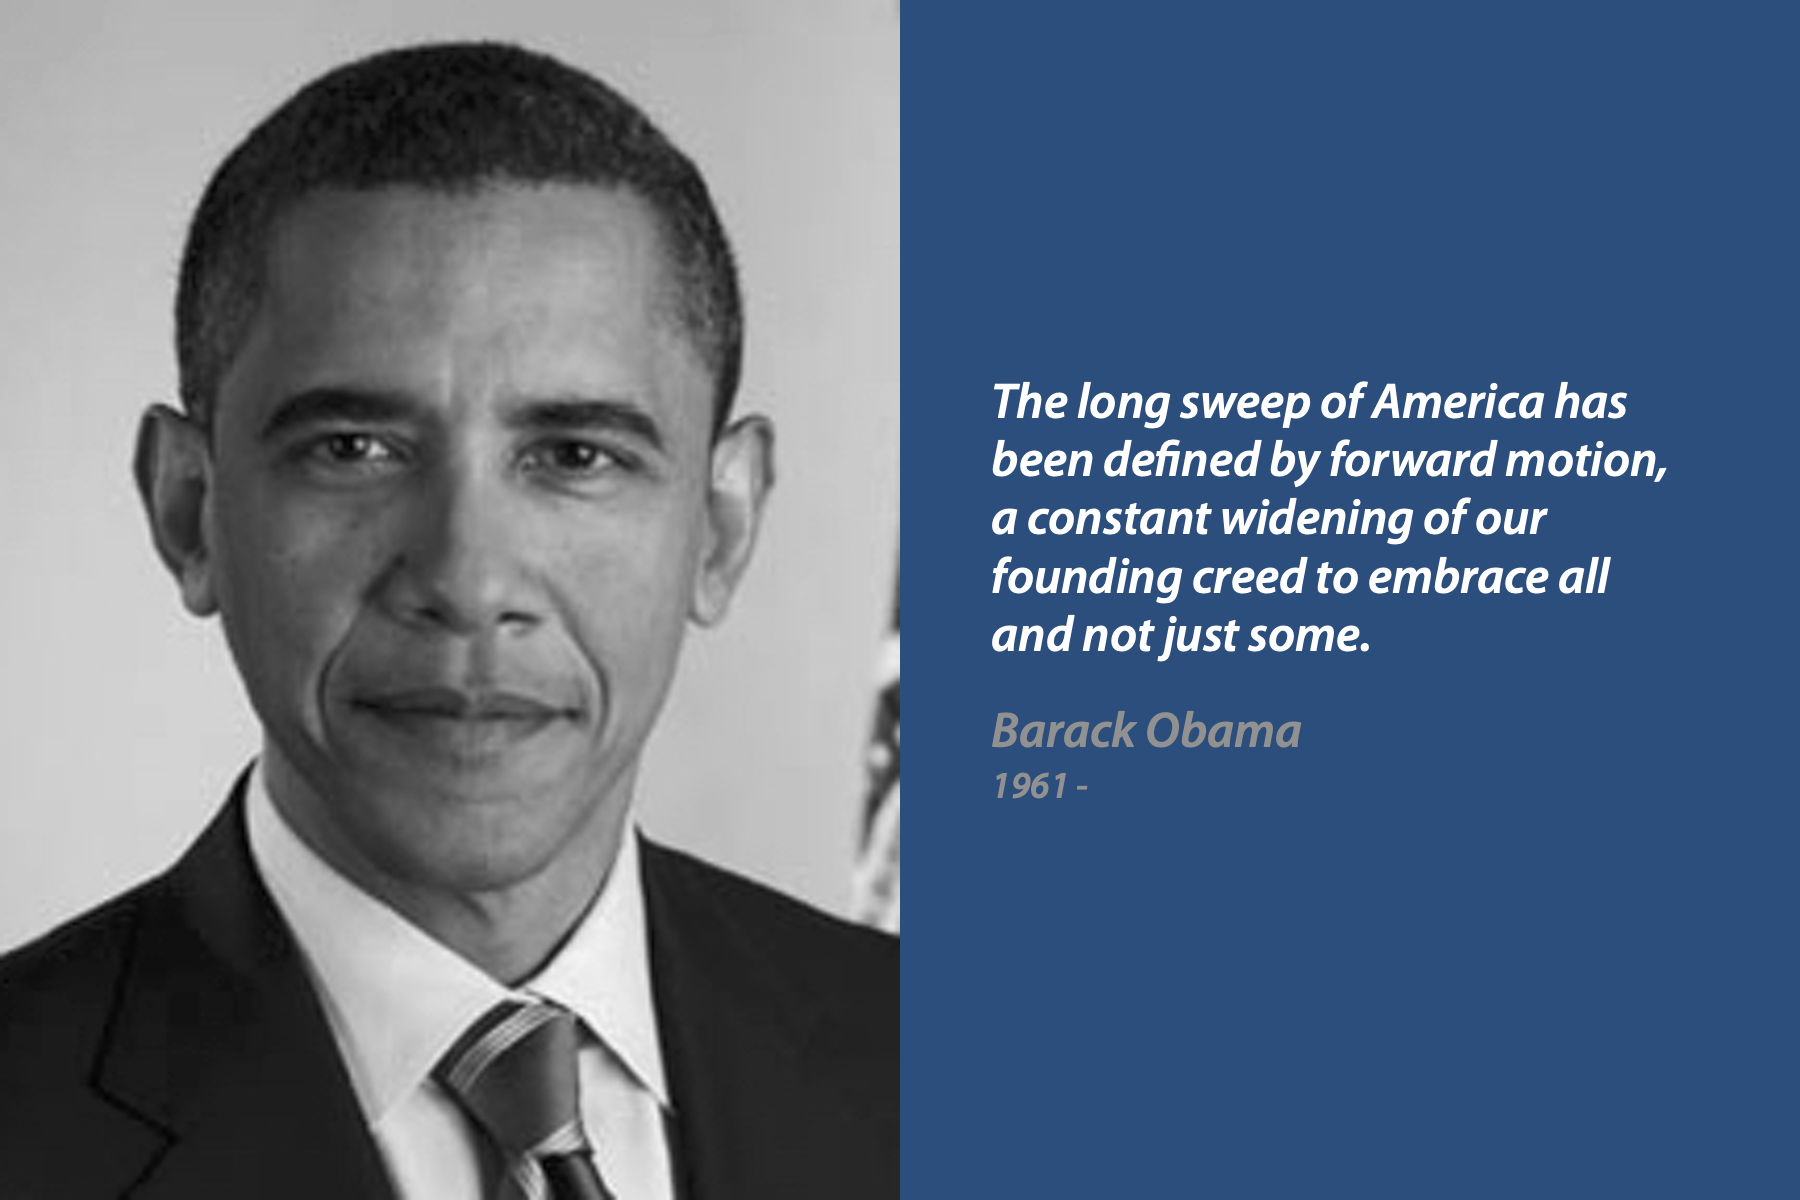 The long sweep of America has
been defined by forward motion,
a constant widening of our
founding creed to embrace all
and not just some.
Barack Obama
1961 -